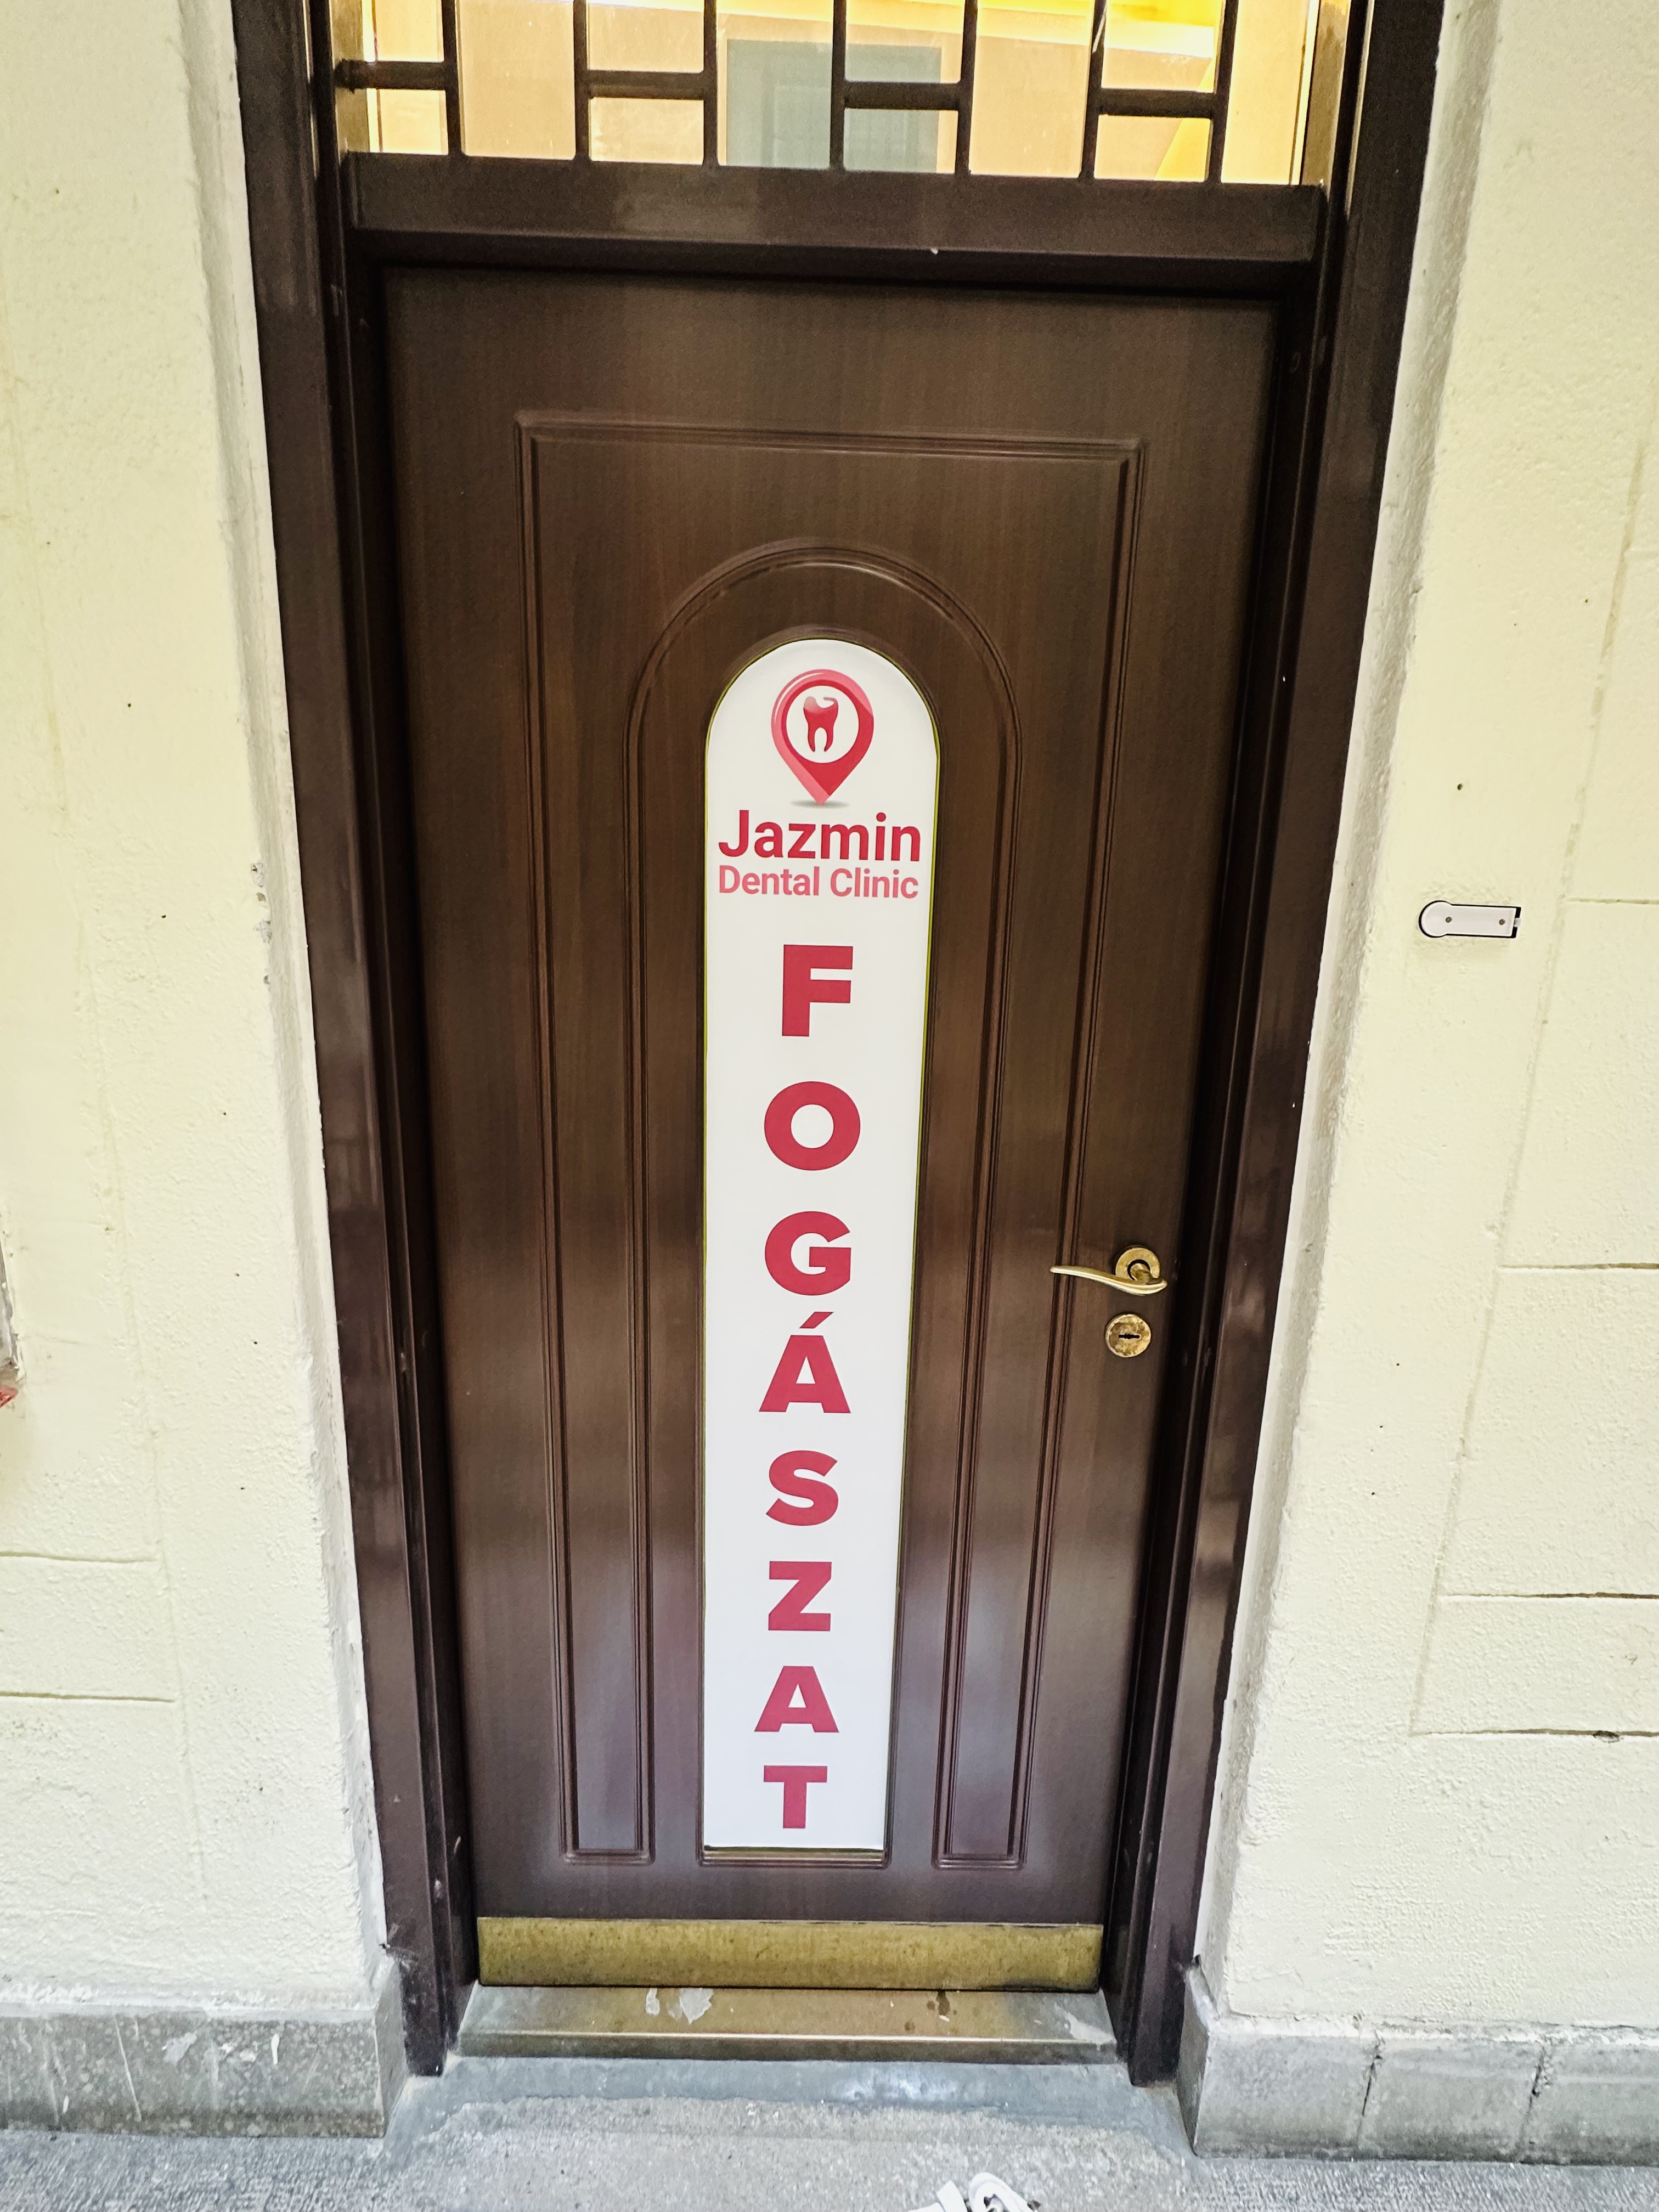 Jazmin
Dental Clinic
F
O
G
Á
S
Z
A
T